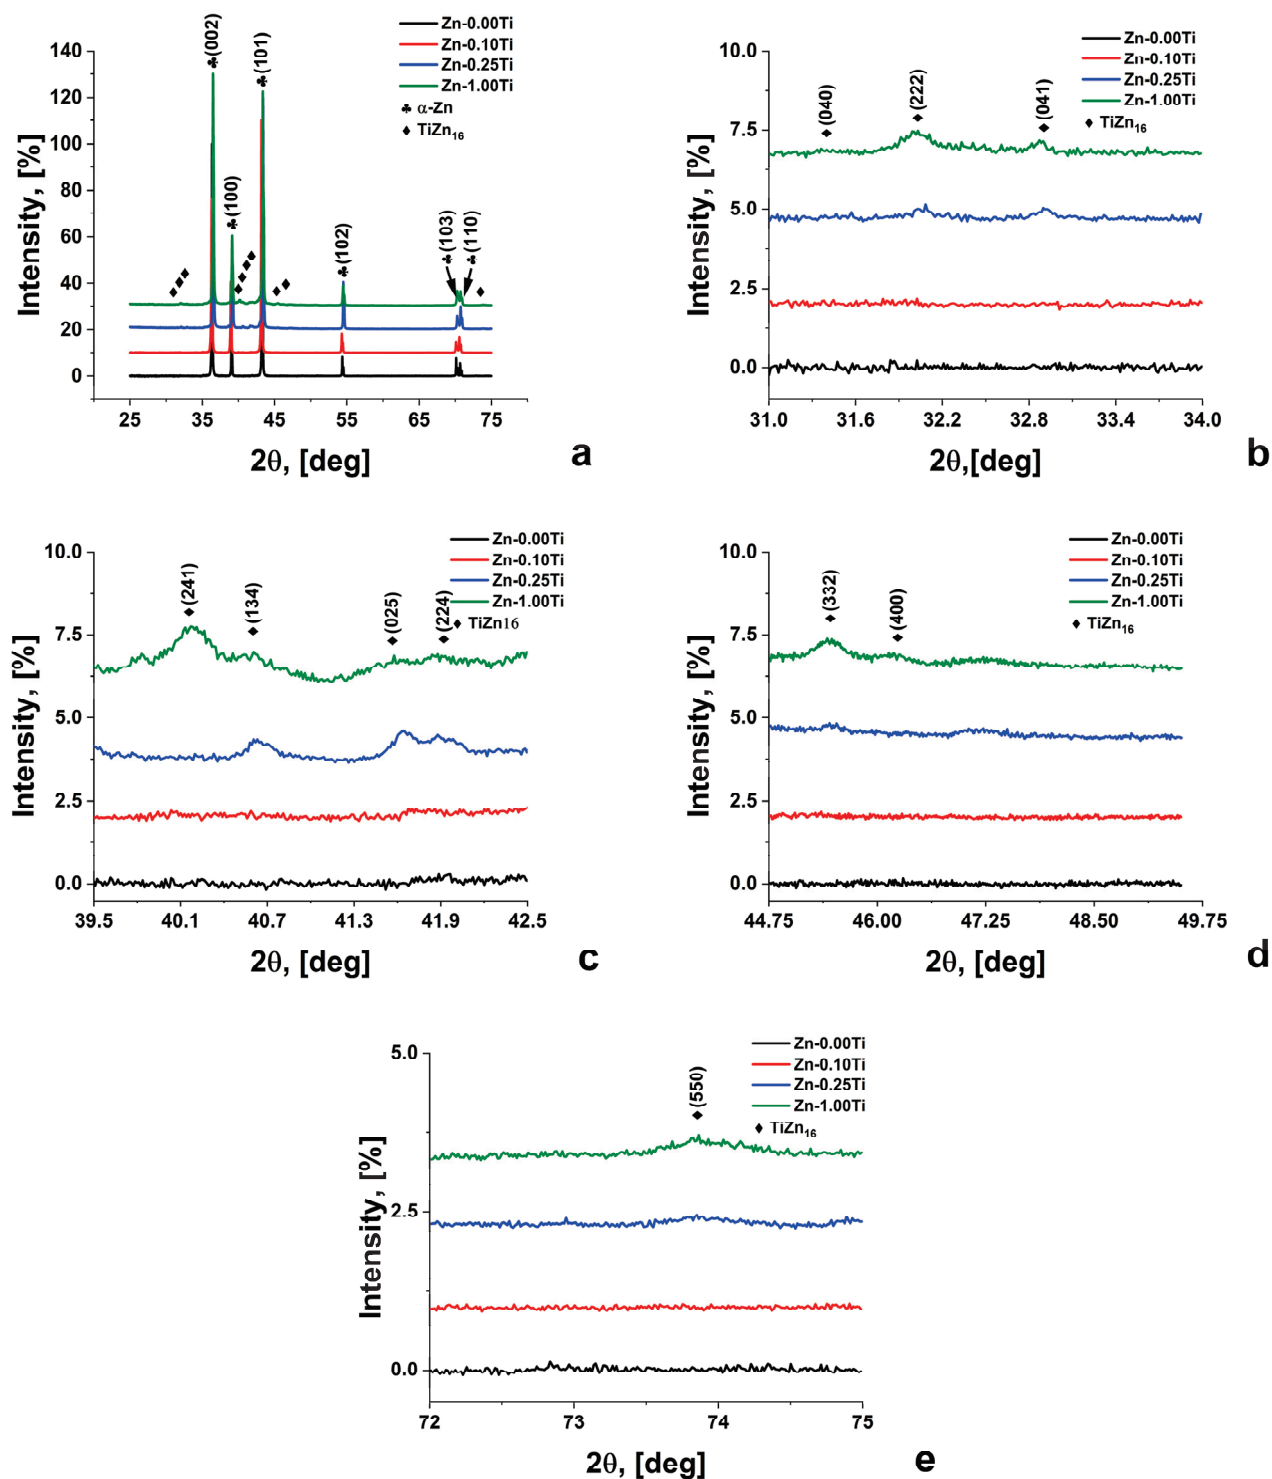 Zn-0.00Ti
Zn-0.10Ti
Zn-0.25Ti
Zn-1.00Ti
♣ α-Zn
♦ TiZn₁₆
♣(002)
♣(100)
♣(101)
♣(102)
♣(103)
♣(110)
140
120
100
80
60
40
20
0
Intensity, [%]
25 35 45 55 65 75
2θ, [deg]
a
Zn-0.00Ti
Zn-0.10Ti
Zn-0.25Ti
Zn-1.00Ti
♦ TiZn₁₆
♦(040)
♦(222)
♦(041)
10.0
7.5
5.0
2.5
0.0
Intensity, [%]
31.0 31.6 32.2 32.8 33.4 34.0
2θ,[deg]
b
Zn-0.00Ti
Zn-0.10Ti
Zn-0.25Ti
Zn-1.00Ti
♦ TiZn16
♦(241)
♦(134)
♦(025)
♦(224)
10.0
7.5
5.0
2.5
0.0
Intensity, [%]
39.5 40.1 40.7 41.3 41.9 42.5
2θ, [deg]
c
Zn-0.00Ti
Zn-0.10Ti
Zn-0.25Ti
Zn-1.00Ti
♦ TiZn₁₆
♦(332)
♦(400)
10.0
7.5
5.0
2.5
0.0
Intensity, [%]
44.75 46.00 47.25 48.50 49.75
2θ, [deg]
d
Zn-0.00Ti
Zn-0.10Ti
Zn-0.25Ti
Zn-1.00Ti
♦ TiZn₁₆
♦(550)
5.0
2.5
0.0
Intensity, [%]
72 73 74 75
2θ, [deg]
e